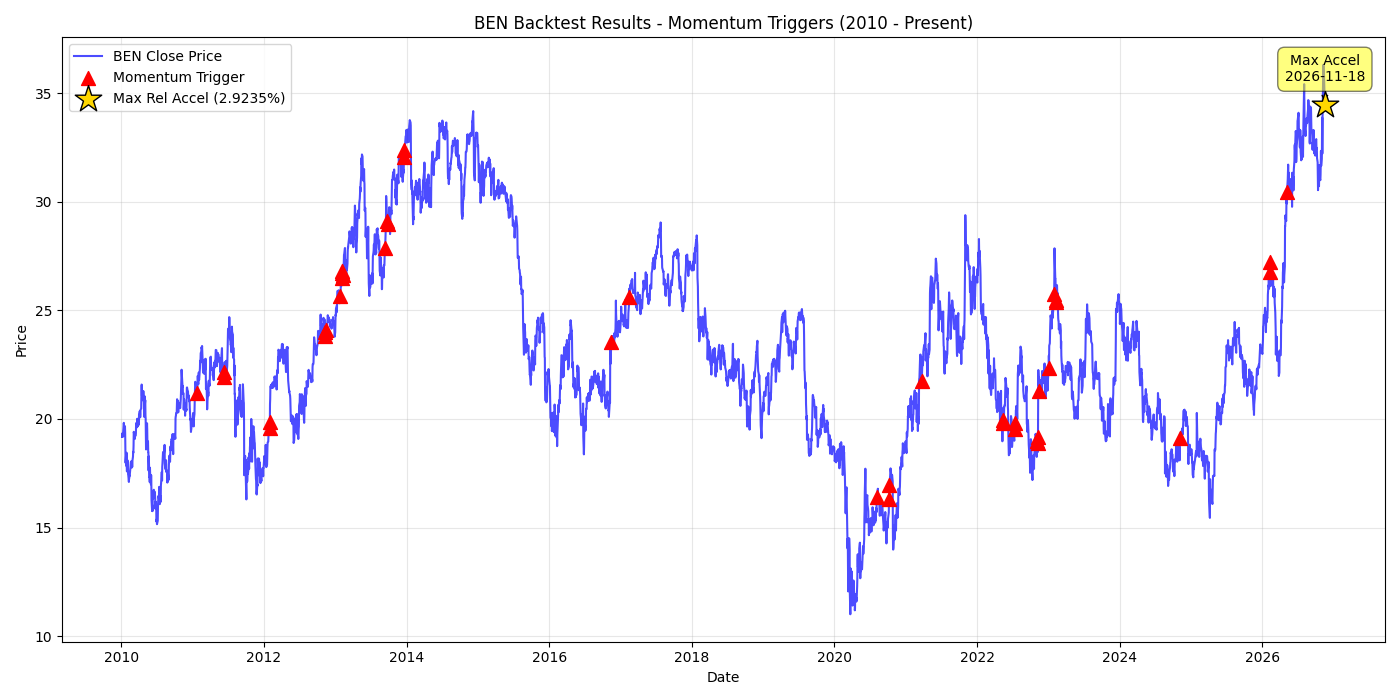 BEN Backtest Results - Momentum Triggers (2010 - Present)
BEN Close Price
Momentum Trigger
Max Rel Accel (2.9235%)
Max Accel
2026-11-18
Price
35
30
25
20
15
10
2010
2012
2014
2016
2018
2020
2022
2024
2026
Date